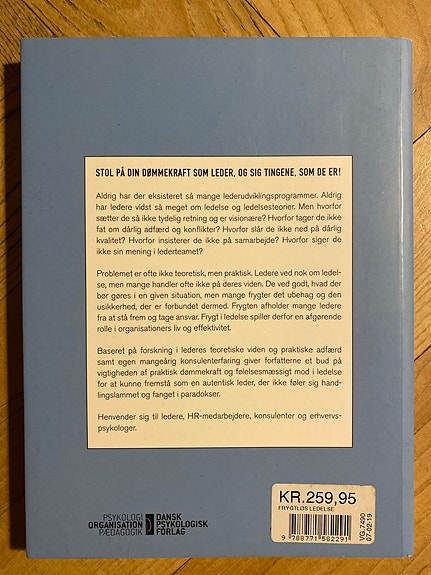 STOL PÅ DIN DØMMEKRAFT SOM LEDER, OG SIG TINGENE, SOM DE ER!
Aldrig har der eksisteret så mange lederudviklingsprogrammer. Aldrig
har ledere vidst så meget om ledelse og ledelsesteorier. Men hvorfor
sætter de så ikke tydelig retning og er visionære? Hvorfor tager de ikke
fat om dårlig adfærd og konflikter? Hvorfor slår de ikke ned på dårlig
kvalitet? Hvorfor insisterer de ikke på samarbejde? Hvorfor siger de
ikke sin mening i lederteamet?
Problemet er ofte ikke teoretisk, men praktisk. Ledere ved nok om ledel-
se, men mange handler ofte ikke på deres viden. De ved godt, hvad der
bør gøres i en given situation, men mange frygter det ubehag og den
usikkerhed, der er forbundet dermed. Frygten afholder mange ledere
fra at stå frem og tage ansvar. Frygt i ledelse spiller derfor en afgørende
rolle i organisationers liv og effektivitet.
Baseret på forskning i lederes teoretiske viden og praktiske adfærd
samt egen mangeårig konsulenterfaring giver forfatterne et bud på
vigtigheden af praktisk dømmekraft og følelsesmæssigt mod i ledelse
for at kunne fremstå som en autentisk leder, der ikke føler sig hand-
lingslammet og fanget i paradokser.
Henvender sig til ledere, HR-medarbejdere, konsulenter og erhvervs-
psykologer.
PSYKOLOGI
ORGANISATION
PÆDAGOGIK
DANSK
PSYKOLOGISK
FORLAG
KR.259,95
FRYGTLØS LEDELSE
9 788771 582291
VG.7490
07-02-19